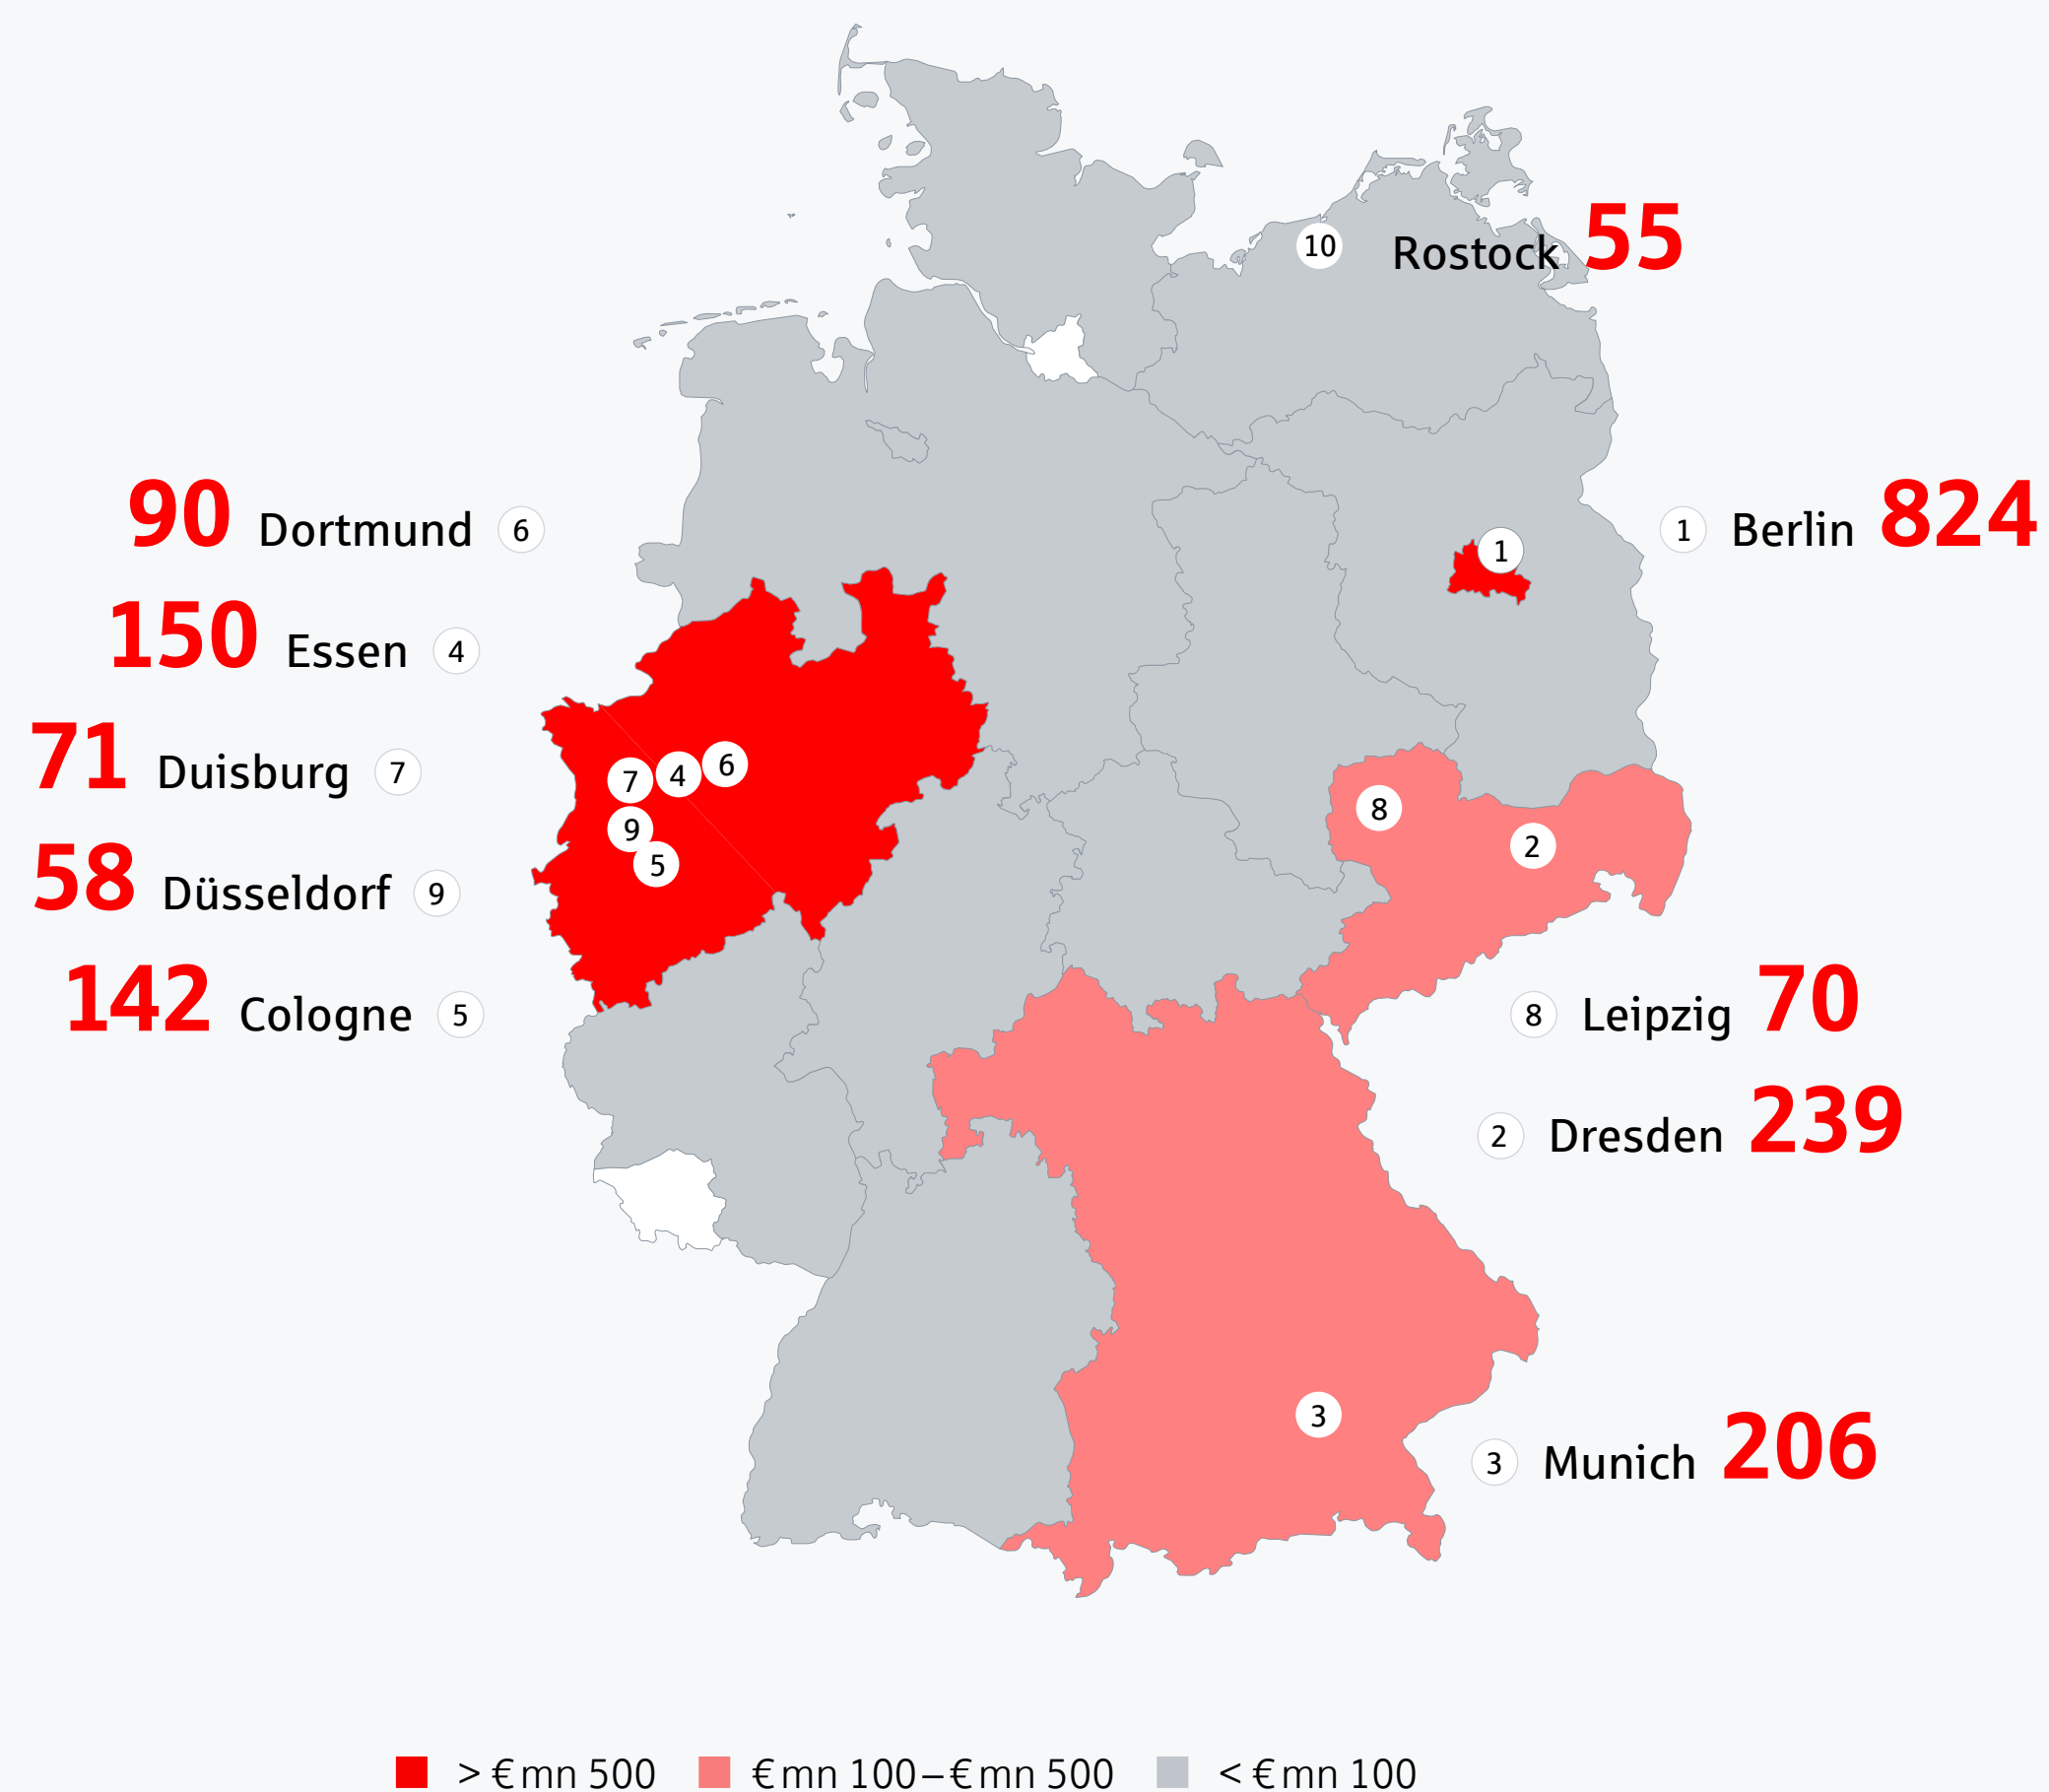 10 Rostock 55
90 Dortmund 6
1 Berlin 824
1
150 Essen 4
71 Duisburg 7
7 4 6
8
2
58 Düsseldorf 9
9
5
142 Cologne 5
8 Leipzig 70
2 Dresden 239
3
3 Munich 206
> € mn 500 € mn 100 – € mn 500 < € mn 100